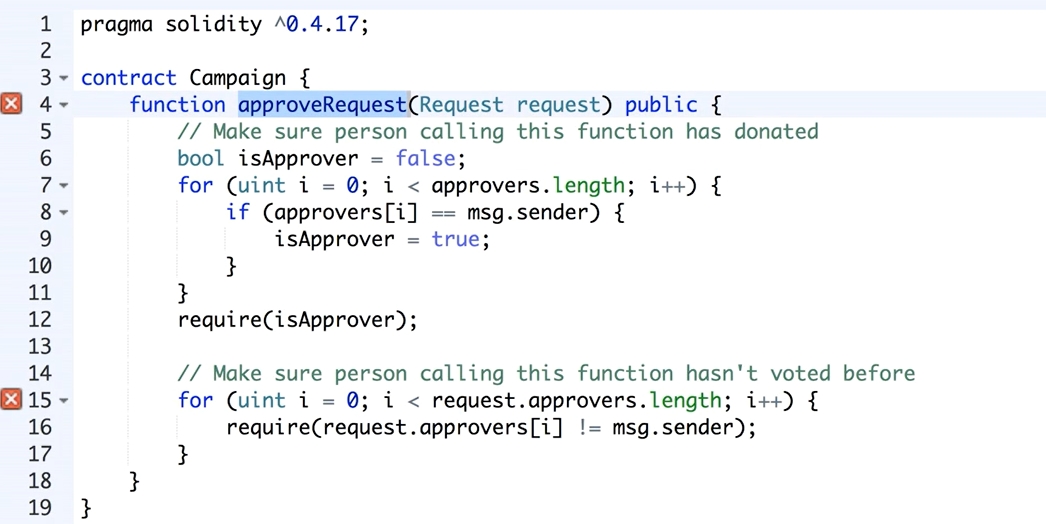 1 pragma solidity ^0.4.17;
2
3 contract Campaign {
4     function approveRequest(Request request) public {
5         // Make sure person calling this function has donated
6         bool isApprover = false;
7         for (uint i = 0; i < approvers.length; i++) {
8             if (approvers[i] == msg.sender) {
9                 isApprover = true;
10             }
11         }
12         require(isApprover);
13
14         // Make sure person calling this function hasn't voted before
15         for (uint i = 0; i < request.approvers.length; i++) {
16             require(request.approvers[i] != msg.sender);
17         }
18     }
19 }